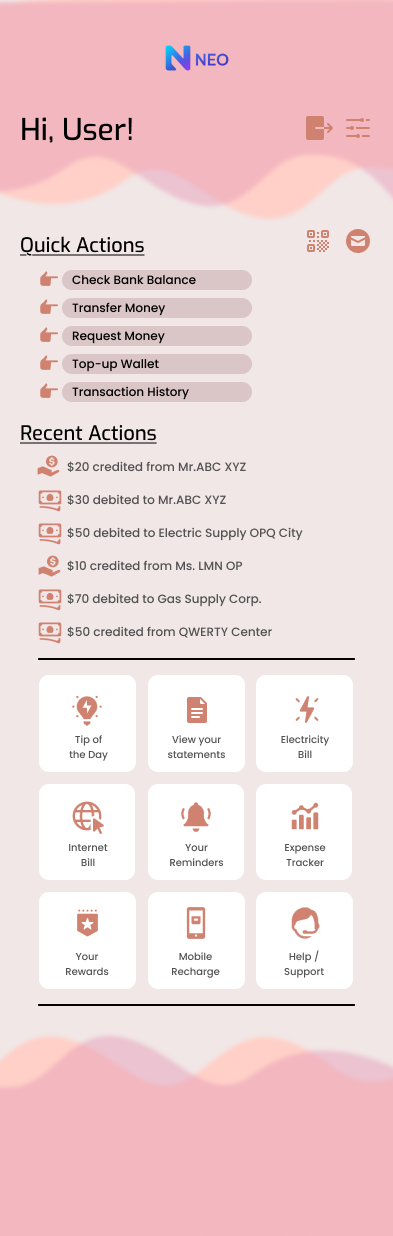 NEO
Hi, User!
Quick Actions
Check Bank Balance
Transfer Money
Request Money
Top-up Wallet
Transaction History
Recent Actions
$20 credited from Mr.ABC XYZ
$30 debited to Mr.ABC XYZ
$50 debited to Electric Supply OPQ City
$10 credited from Ms. LMN OP
$70 debited to Gas Supply Corp.
$50 credited from QWERTY Center
Tip of
the Day
View your
statements
Electricity
Bill
Internet
Bill
Your
Reminders
Expense
Tracker
Your
Rewards
Mobile
Recharge
Help /
Support